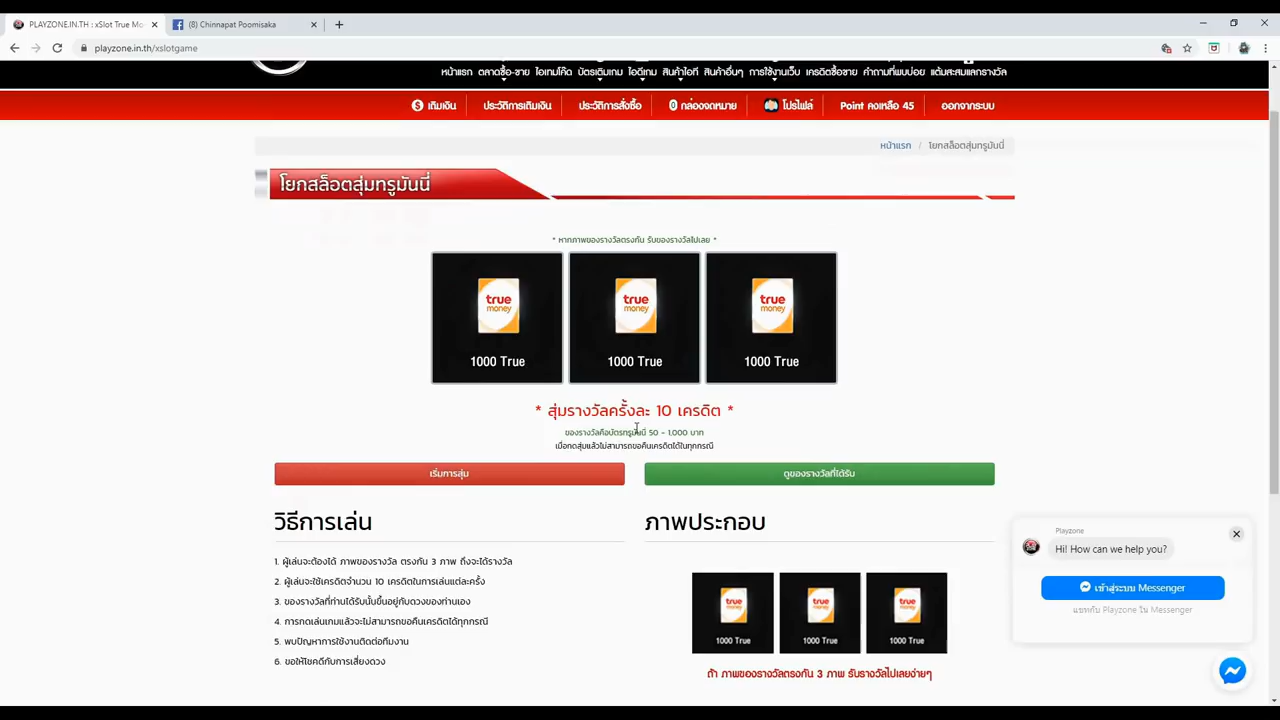 PLAYZONE.IN.TH : xSlot True Mo
(8) Chinnapat Poomisaka
playzone.in.th/xslotgame
หน้าแรก ตลาดซื้อ-ขาย ไอเทมโค๊ด บัตรเติมเกม ไอดีเกม สินค้าไอที สินค้าอื่นๆ การใช้งานเว็บ เครดิตซื้อขาย คำถามที่พบบ่อย แต้มสะสมแลกรางวัล
เติมเงิน ประวัติการเติมเงิน ประวัติการสั่งซื้อ 0 กล่องจดหมาย โปรไฟล์ Point คงเหลือ 45 ออกจากระบบ
หน้าแรก / โยกสล็อตสุ่มทรูมันนี่
โยกสล็อตสุ่มทรูมันนี่
* หากภาพของรางวัลตรงกัน รับของรางวัลไปเลย *
true money true money true money
1000 True 1000 True 1000 True
* สุ่มรางวัลครั้งละ 10 เครดิต *
ของรางวัลคือบัตรทรูมันนี่ 50 - 1,000 บาท
เมื่อกดสุ่มแล้วไม่สามารถขอคืนเครดิตได้ในทุกกรณี
เริ่มการสุ่ม ดูของรางวัลที่ได้รับ
วิธีการเล่น
1. ผู้เล่นจะต้องได้ ภาพของรางวัล ตรงกัน 3 ภาพ ถึงจะได้รางวัล
2. ผู้เล่นจะใช้เครดิตจำนวน 10 เครดิตในการเล่นแต่ละครั้ง
3. ของรางวัลที่ท่านได้รับนั้นขึ้นอยู่กับดวงของท่านเอง
4. การกดเล่นเกมแล้วจะไม่สามารถขอคืนเครดิตได้ทุกกรณี
5. พบปัญหาการใช้งานติดต่อทีมงาน
6. ขอให้โชคดีกับการเสี่ยงดวง
ภาพประกอบ
true money true money true money
1000 True 1000 True 1000 True
ถ้า ภาพของรางวัลตรงกัน 3 ภาพ รับรางวัลไปเลยง่ายๆ
Playzone
Hi! How can we help you?
เข้าสู่ระบบ Messenger
แชทกับ Playzone ใน Messenger